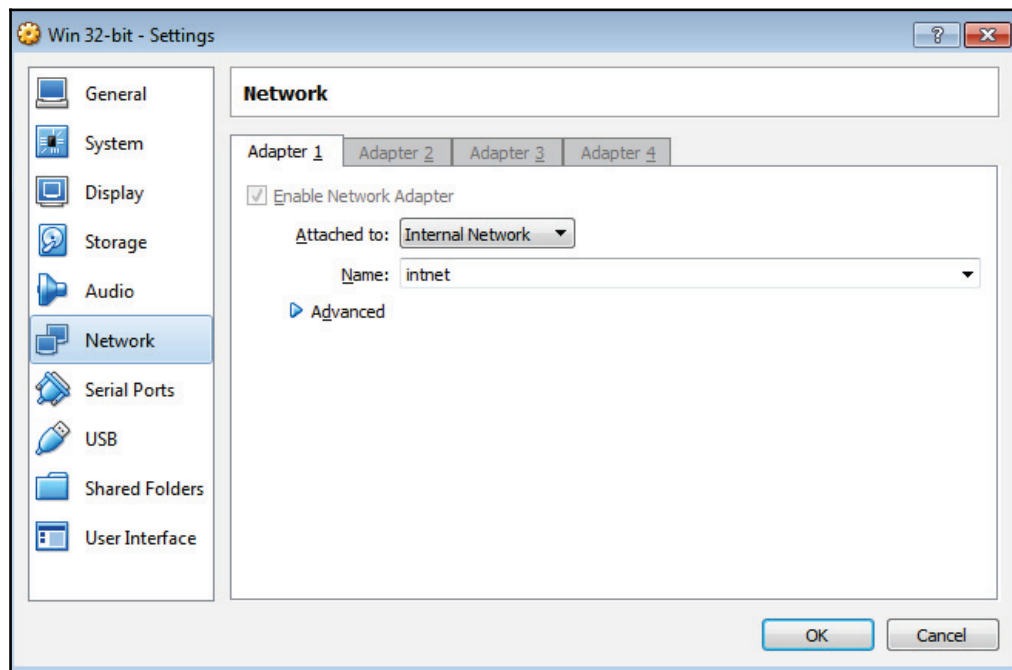 Win 32-bit - Settings
?
General
System
Display
Storage
Audio
Network
Serial Ports
USB
Shared Folders
User Interface
Network
Adapter 1
Adapter 2
Adapter 3
Adapter 4
Enable Network Adapter
Attached to: Internal Network
Name: intnet
Advanced
OK
Cancel